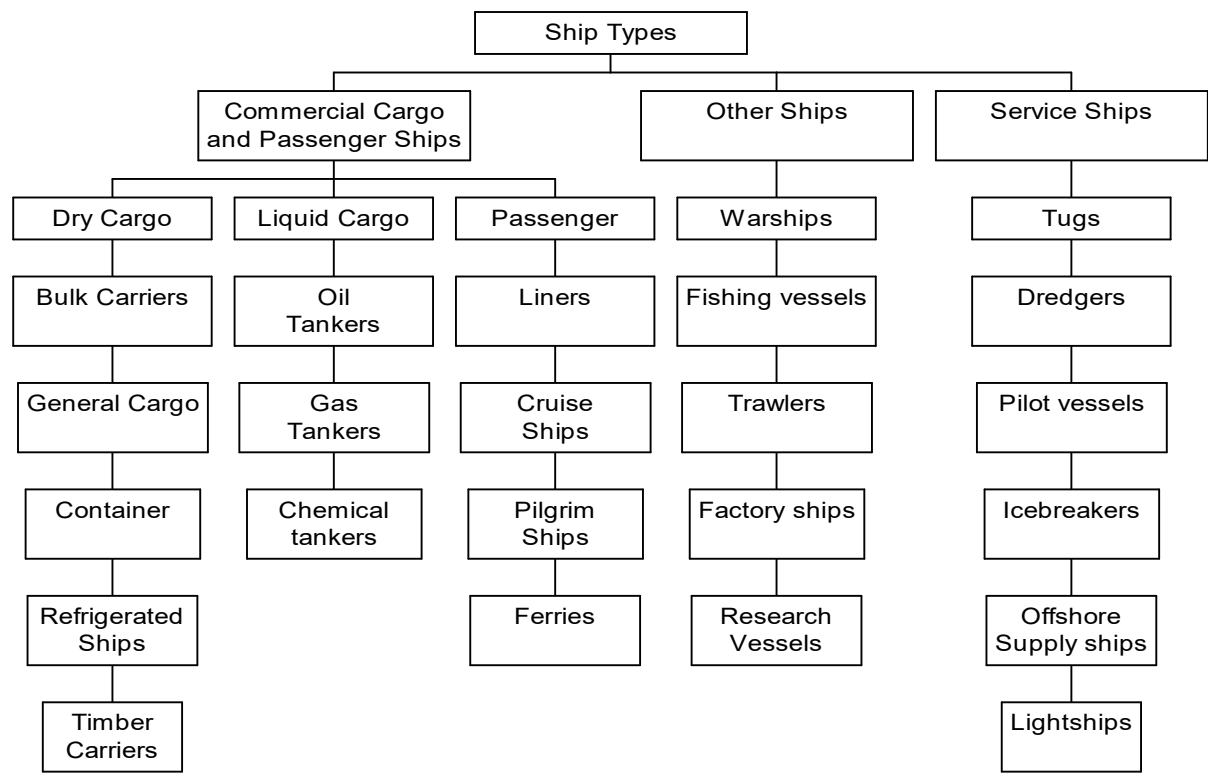 Ship Types
Commercial Cargo
and Passenger Ships
Other Ships
Service Ships
Dry Cargo
Liquid Cargo
Passenger
Warships
Tugs
Bulk Carriers
Oil
Tankers
Liners
Fishing vessels
Dredgers
General Cargo
Gas
Tankers
Cruise
Ships
Trawlers
Pilot vessels
Container
Chemical
tankers
Pilgrim
Ships
Factory ships
Icebreakers
Refrigerated
Ships
Ferries
Research
Vessels
Offshore
Supply ships
Timber
Carriers
Lightships